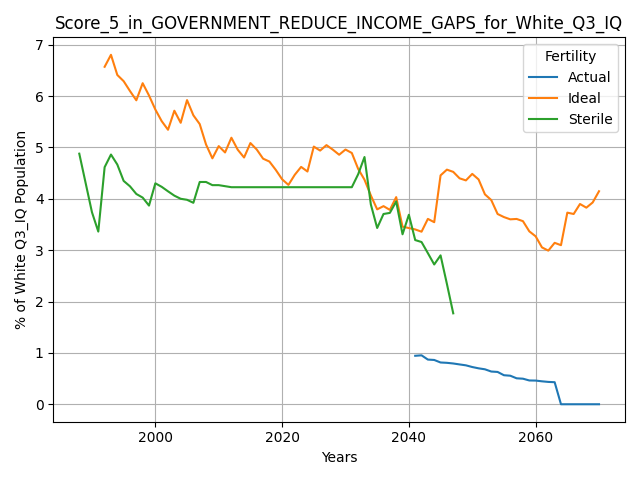 Score_5_in_GOVERNMENT_REDUCE_INCOME_GAPS_for_White_Q3_IQ
Fertility
Actual
Ideal
Sterile
% of White Q3_IQ Population
7
6
5
4
3
2
1
0
2000 2020 2040 2060
Years